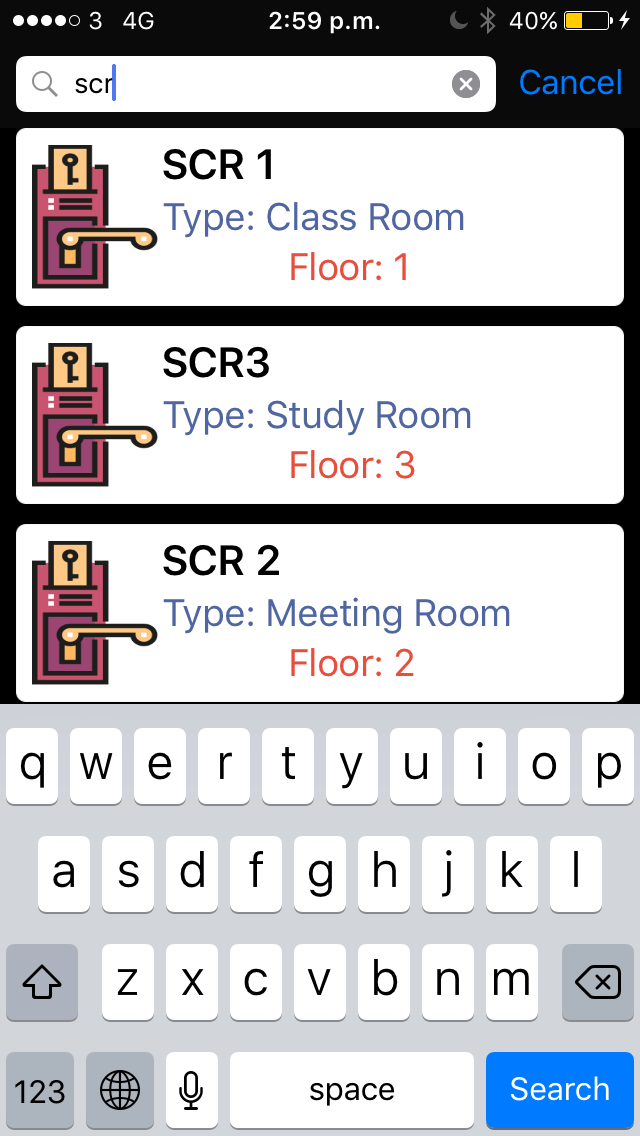 3 4G 2:59 p.m. 40%
scr Cancel
SCR 1
Type: Class Room
Floor: 1
SCR3
Type: Study Room
Floor: 3
SCR 2
Type: Meeting Room
Floor: 2
q w e r t y u i o p
a s d f g h j k l
z x c v b n m
123 space Search